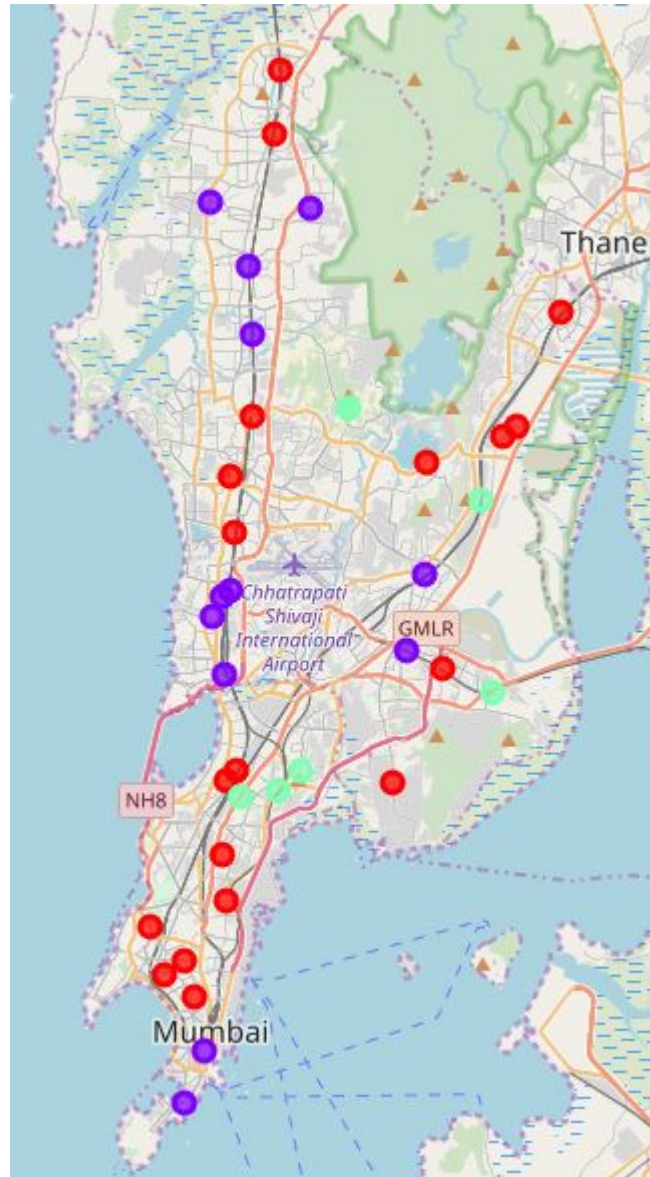 Thane
Chhatrapati
Shivaji
International
Airport
GMLR
NH8
Mumbai